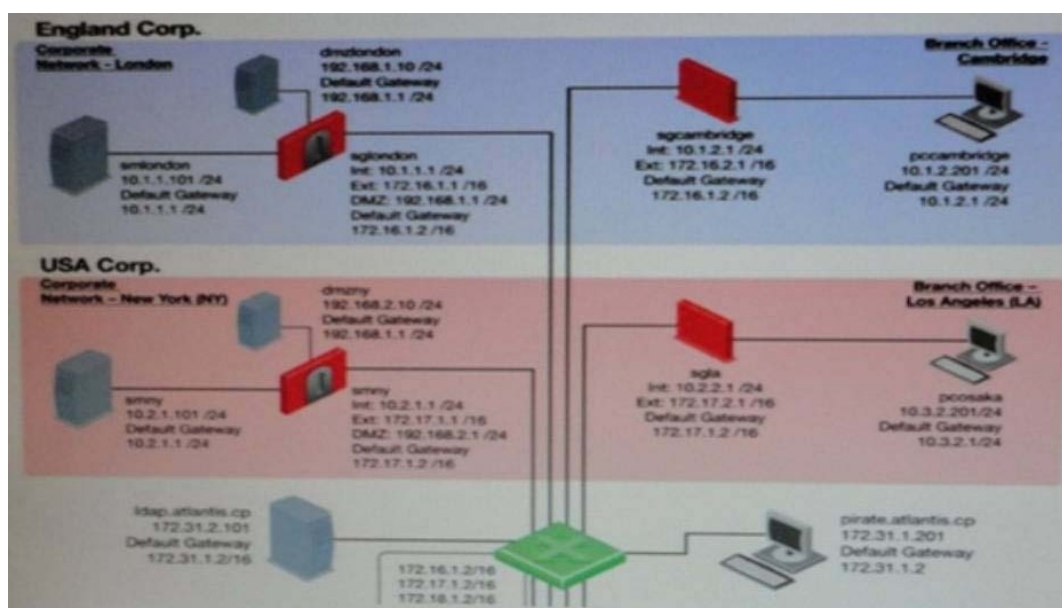 England Corp.
Corporate
Network - London
dmzlondon
192.168.1.10 /24
Default Gateway
192.168.1.1 /24
smlondon
10.1.1.101 /24
Default Gateway
10.1.1.1 /24
sglondon
Int: 10.1.1.1 /24
Ext: 172.16.1.1 /16
DMZ: 192.168.1.1 /24
Default Gateway
172.16.1.2 /16
sgcambridge
Int: 10.1.2.1 /24
Ext: 172.16.2.1 /16
Default Gateway
172.16.1.2 /16
Branch Office -
Cambridge
pccambridge
10.1.2.201 /24
Default Gateway
10.1.2.1 /24
USA Corp.
Corporate
Network – New York (NY)
dmzny
192.168.2.10 /24
Default Gateway
192.168.1.1 /24
smny
10.2.1.101 /24
Default Gateway
10.2.1.1 /24
smny
Int: 10.2.1.1 /24
Ext: 172.17.1.1 /16
DMZ: 192.168.2.1 /24
Default Gateway
172.17.1.2 /16
sgla
Int: 10.2.2.1 /24
Ext: 172.17.2.1 /16
Default Gateway
172.17.1.2 /16
Branch Office –
Los Angeles (LA)
pcosaka
10.3.2.201/24
Default Gateway
10.3.2.1/24
ldap.atlantis.cp
172.31.2.101
Default Gateway
172.31.1.2/16
172.16.1.2/16
172.17.1.2/16
172.18.1.2/16
pirate.atlantis.cp
172.31.1.201
Default Gateway
172.31.1.2